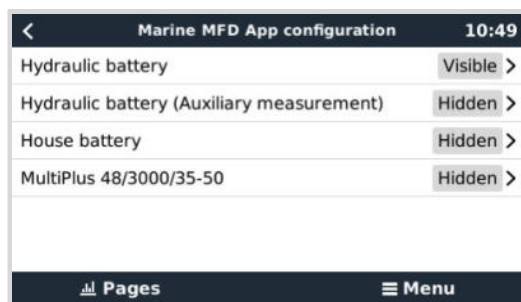 Marine MFD App configuration 10:49
Hydraulic battery Visible
Hydraulic battery (Auxiliary measurement) Hidden
House battery Hidden
MultiPlus 48/3000/35-50 Hidden
Pages Menu